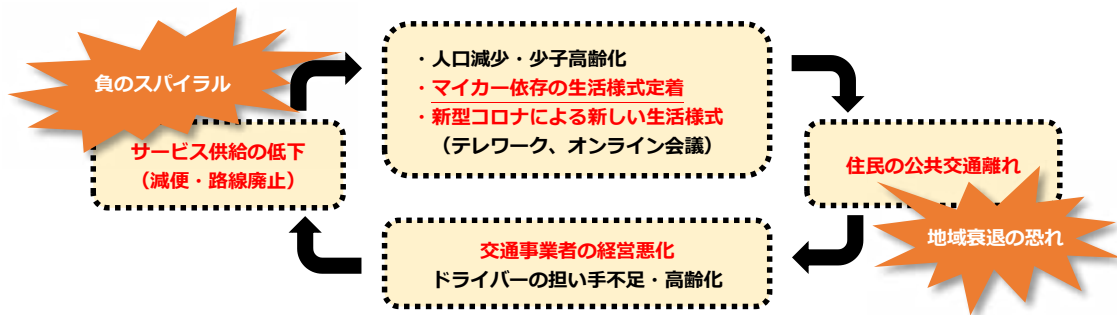 負のスパイラル
・人口減少・少子高齢化
・マイカー依存の生活様式定着
・新型コロナによる新しい生活様式
（テレワーク、オンライン会議）
住民の公共交通離れ
地域衰退の恐れ
交通事業者の経営悪化
ドライバーの担い手不足・高齢化
サービス供給の低下
（減便・路線廃止）